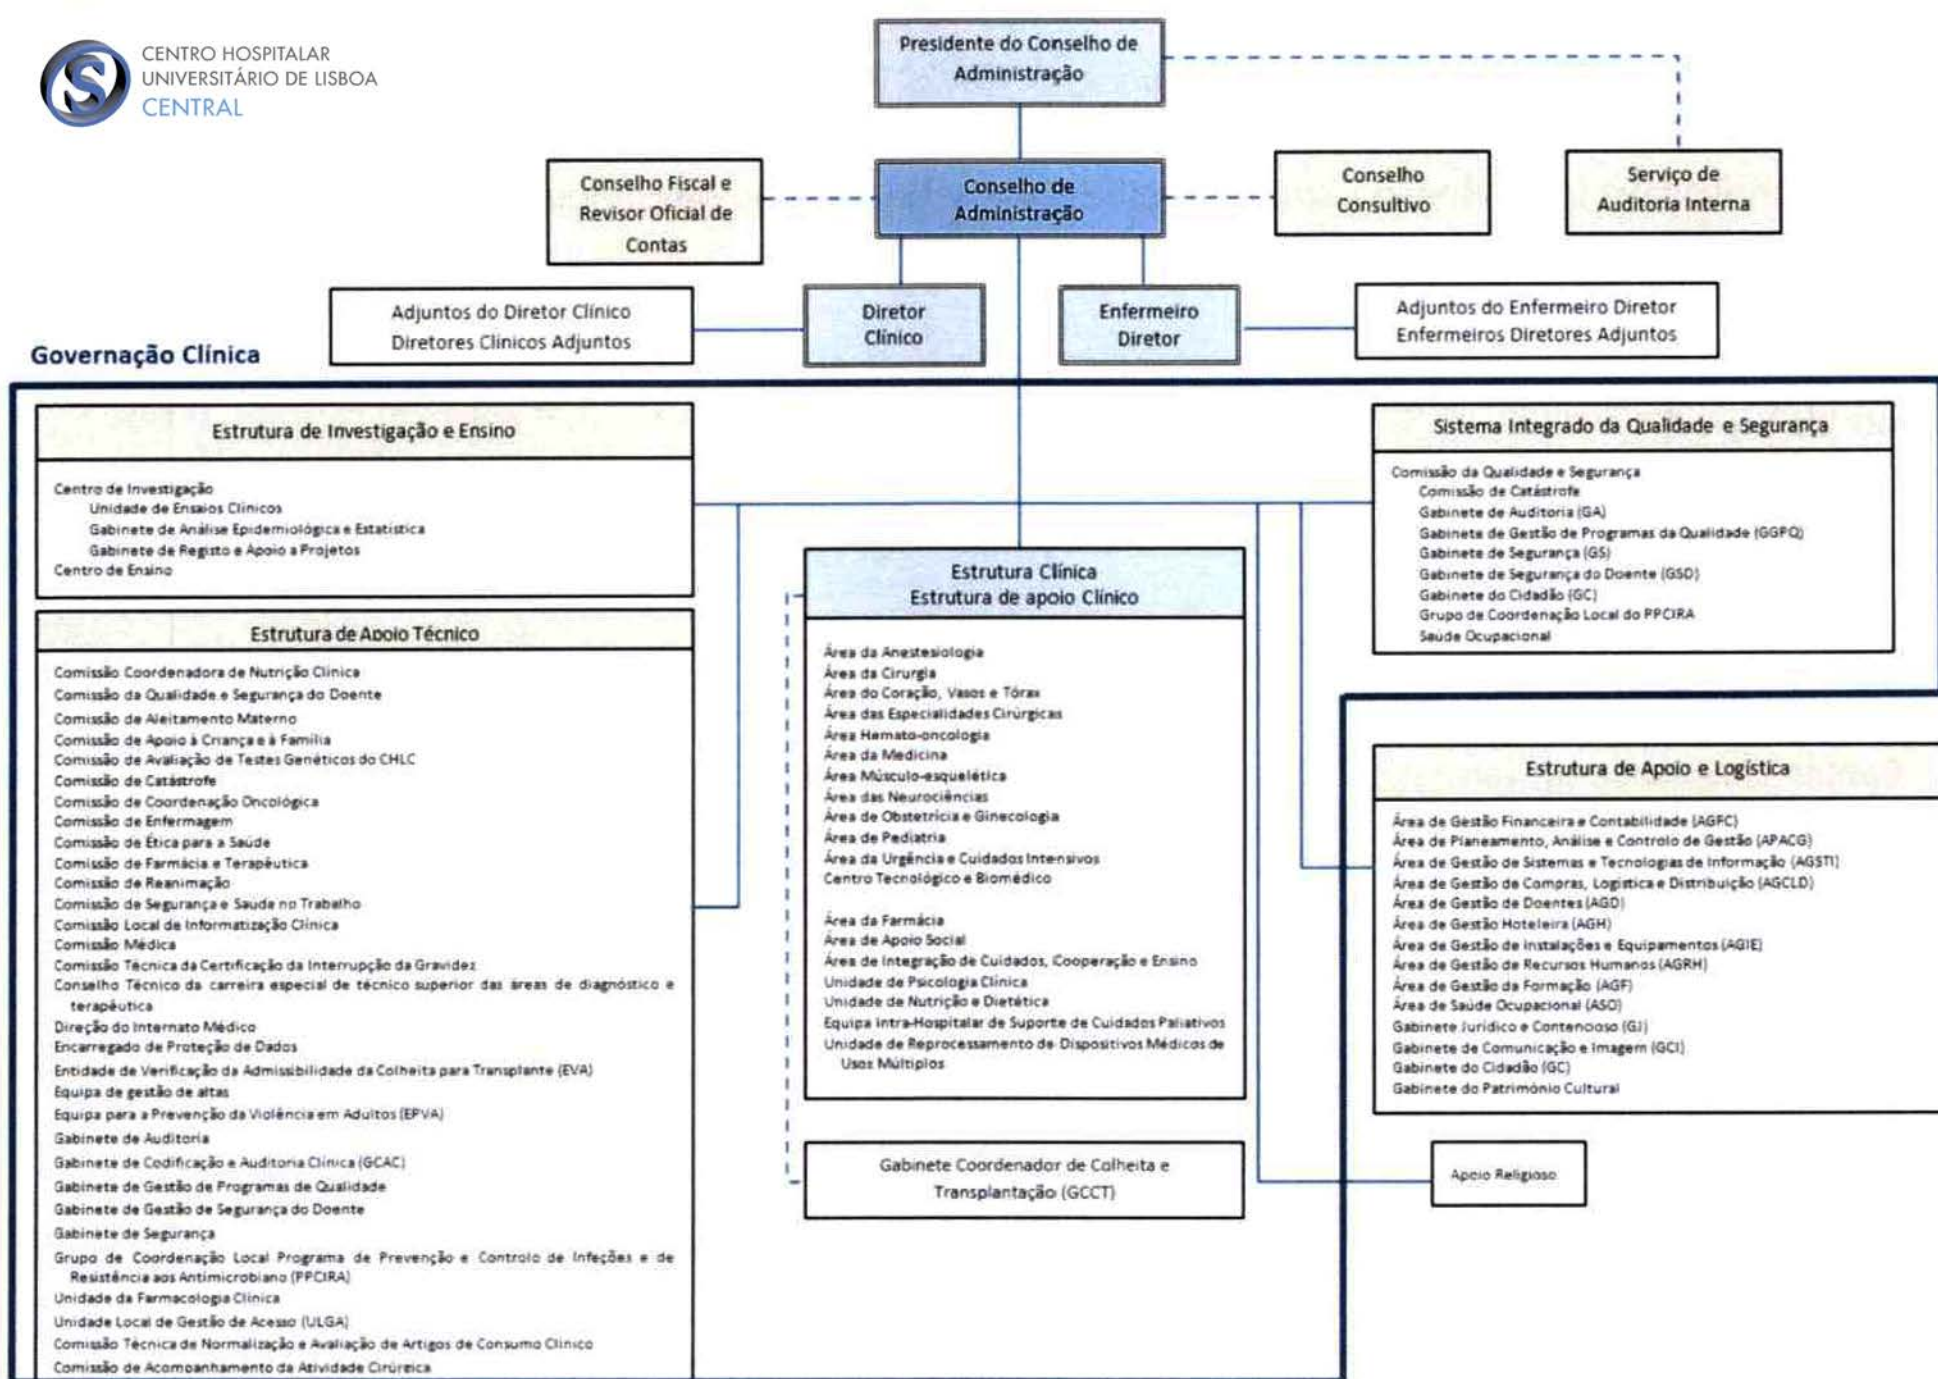 CENTRO HOSPITALAR
UNIVERSITÁRIO DE LISBOA
CENTRAL
Presidente do Conselho de
Administração
Conselho Fiscal e
Revisor Oficial de
Contas
Conselho de
Administração
Conselho
Consultivo
Serviço de
Auditoria Interna
Adjuntos do Diretor Clínico
Diretores Clínicos Adjuntos
Diretor
Clínico
Enfermeiro
Diretor
Adjuntos do Enfermeiro Diretor
Enfermeiros Diretores Adjuntos
Governação Clínica
Estrutura de Investigação e Ensino
Centro de Investigação
Unidade de Ensaios Clínicos
Gabinete de Análise Epidemiológica e Estatística
Gabinete de Registo e Apoio a Projetos
Centro de Ensino
Estrutura de Apoio Técnico
Comissão Coordenadora de Nutrição Clínica
Comissão da Qualidade e Segurança do Doente
Comissão de Aleitamento Materno
Comissão de Apoio à Criança e à Família
Comissão de Avaliação de Testes Genéticos do CHLC
Comissão de Catástrofe
Comissão de Coordenação Oncológica
Comissão de Enfermagem
Comissão de Ética para a Saúde
Comissão de Farmácia e Terapêutica
Comissão de Reanimação
Comissão de Segurança e Saude no Trabalho
Comissão Local de Informatização Clínica
Comissão Médica
Comissão Técnica da Certificação da Interrupção da Gravidez
Conselho Técnico da carreira especial de técnico superior das áreas de diagnóstico e
terapêutica
Direção do Internato Médico
Encarregado de Proteção de Dados
Entidade de Verificação da Admissibilidade da Colheita para Transplante (EVA)
Equipa de gestão de altas
Equipa para a Prevenção da Violência em Adultos (EPVA)
Gabinete de Auditoria
Gabinete de Codificação e Auditoria Clínica (GCAC)
Gabinete de Gestão de Programas de Qualidade
Gabinete de Gestão de Segurança do Doente
Gabinete de Segurança
Grupo de Coordenação Local Programa de Prevenção e Controlo de Infeções e de
Resistência aos Antimicrobiano (PPCIRA)
Unidade da Farmacologia Clínica
Unidade Local de Gestão de Acesso (ULGA)
Comissão Técnica de Normalização e Avaliação de Artigos de Consumo Clínico
Comissão de Acompanhamento da Atividade Cirúrgica
Estrutura Clínica
Estrutura de apoio Clínico
Área da Anestesiologia
Área da Cirurgia
Área do Coração, Vasos e Tórax
Área das Especialidades Cirúrgicas
Área Hemato-oncologia
Área da Medicina
Área Músculo-esquelética
Área das Neurociências
Área de Obstetrícia e Ginecologia
Área de Pediatria
Área da Urgência e Cuidados Intensivos
Centro Tecnológico e Biomédico
Área da Farmácia
Área de Apoio Social
Área de Integração de Cuidados, Cooperação e Ensino
Unidade de Psicologia Clínica
Unidade de Nutrição e Dietética
Equipa Intra-Hospitalar de Suporte de Cuidados Paliativos
Unidade de Reprocessamento de Dispositivos Médicos de
Usos Múltiplos
Gabinete Coordenador de Colheita e
Transplantação (GCCT)
Sistema Integrado da Qualidade e Segurança
Comissão da Qualidade e Segurança
Comissão de Catástrofe
Gabinete de Auditoria (GA)
Gabinete de Gestão de Programas da Qualidade (GGPQ)
Gabinete de Segurança (GS)
Gabinete de Segurança do Doente (GSD)
Gabinete do Cidadão (GC)
Grupo de Coordenação Local do PPCIRA
Saúde Ocupacional
Estrutura de Apoio e Logística
Área de Gestão Financeira e Contabilidade (AGFC)
Área de Planeamento, Análise e Controlo de Gestão (APACG)
Área de Gestão de Sistemas e Tecnologias de Informação (AGSTI)
Área de Gestão de Compras, Logística e Distribuição (AGCLD)
Área de Gestão de Doentes (AGD)
Área de Gestão Hoteleira (AGH)
Área de Gestão de Instalações e Equipamentos (AGIE)
Área de Gestão de Recursos Humanos (AGRH)
Área de Gestão da Formação (AGF)
Área de Saúde Ocupacional (ASO)
Gabinete Jurídico e Contencioso (GJ)
Gabinete de Comunicação e Imagem (GCI)
Gabinete do Cidadão (GC)
Gabinete do Património Cultural
Apoio Religioso